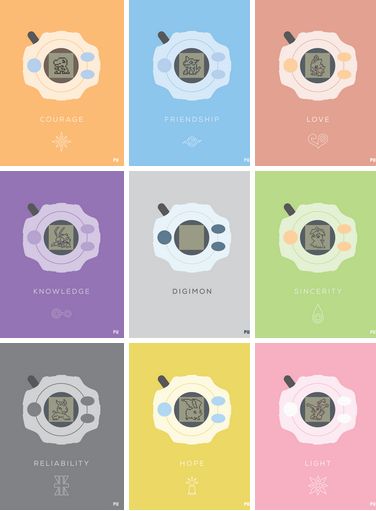 COURAGE
FRIENDSHIP
LOVE
KNOWLEDGE
DIGIMON
SINCERITY
RELIABILITY
HOPE
LIGHT